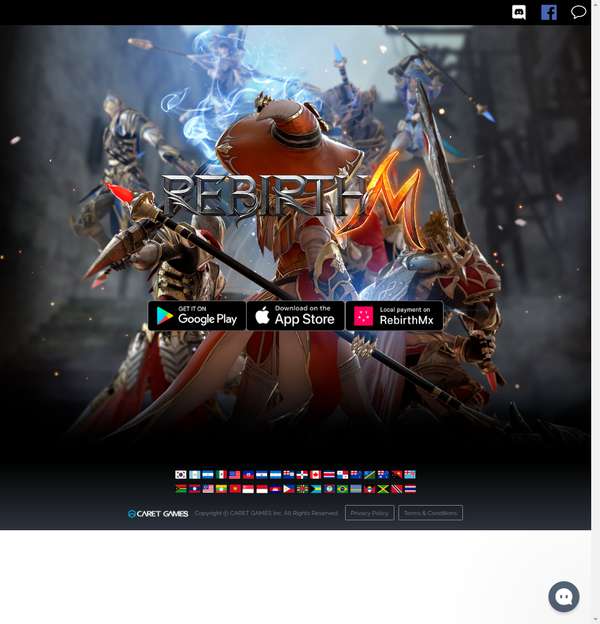 REBIRTH M
GET IT ON
Google Play
Download on the
App Store
Local payment on
RebirthMx
CARET GAMES
Copyright © CARET GAMES Inc. All Rights Reserved.
Privacy Policy
Terms & Conditions